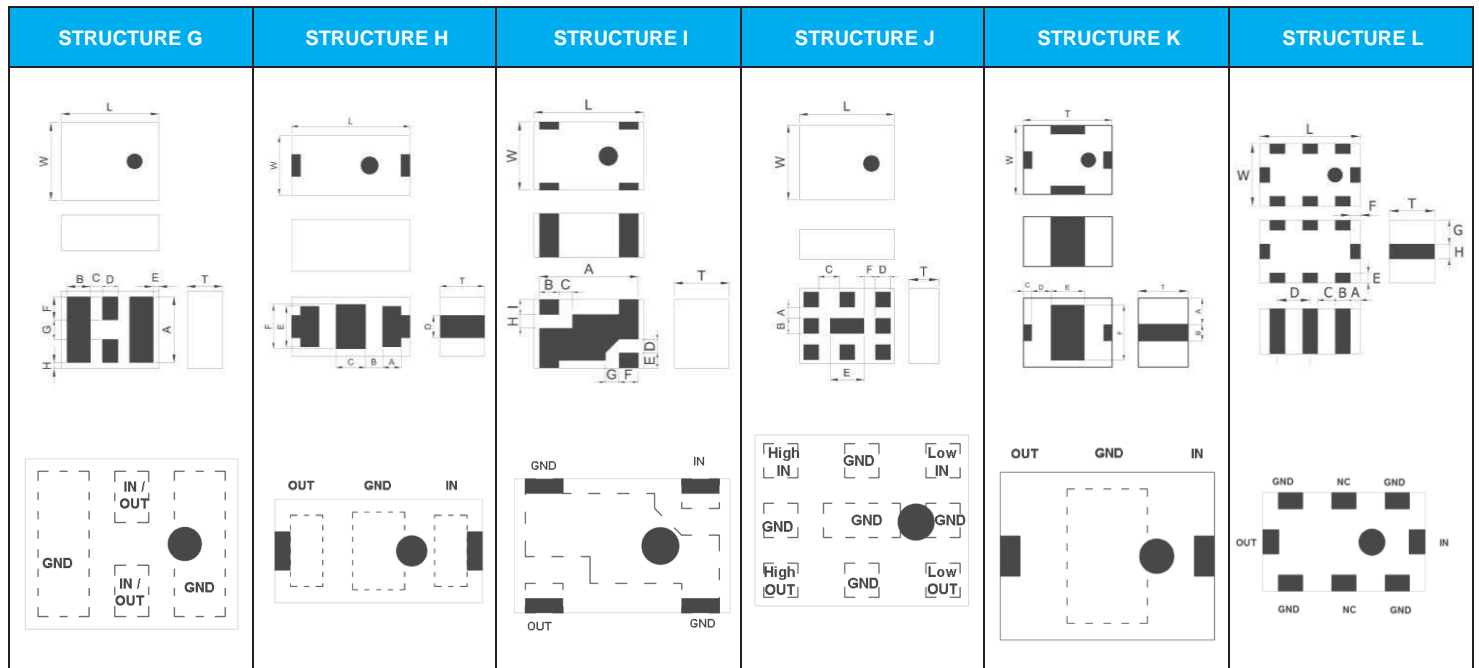 STRUCTURE G
STRUCTURE H
STRUCTURE I
STRUCTURE J
STRUCTURE K
STRUCTURE L
L
W
B C D E
T
F
G
H
A
IN /
OUT
GND
IN /
OUT
GND
L
W
T
F
E
D
C B A
OUT GND IN
L
W
A
B C
T
I
H
D
E
G F
GND IN
OUT GND
L
W
C F D
T
A
B
E
High
IN
GND
Low
IN
GND
GND
GND
High
OUT
GND
Low
OUT
T
W
C D E
T
F
A
B
OUT GND IN
L
W
F
T
G
H
E
D C B A
GND NC GND
OUT IN
GND NC GND